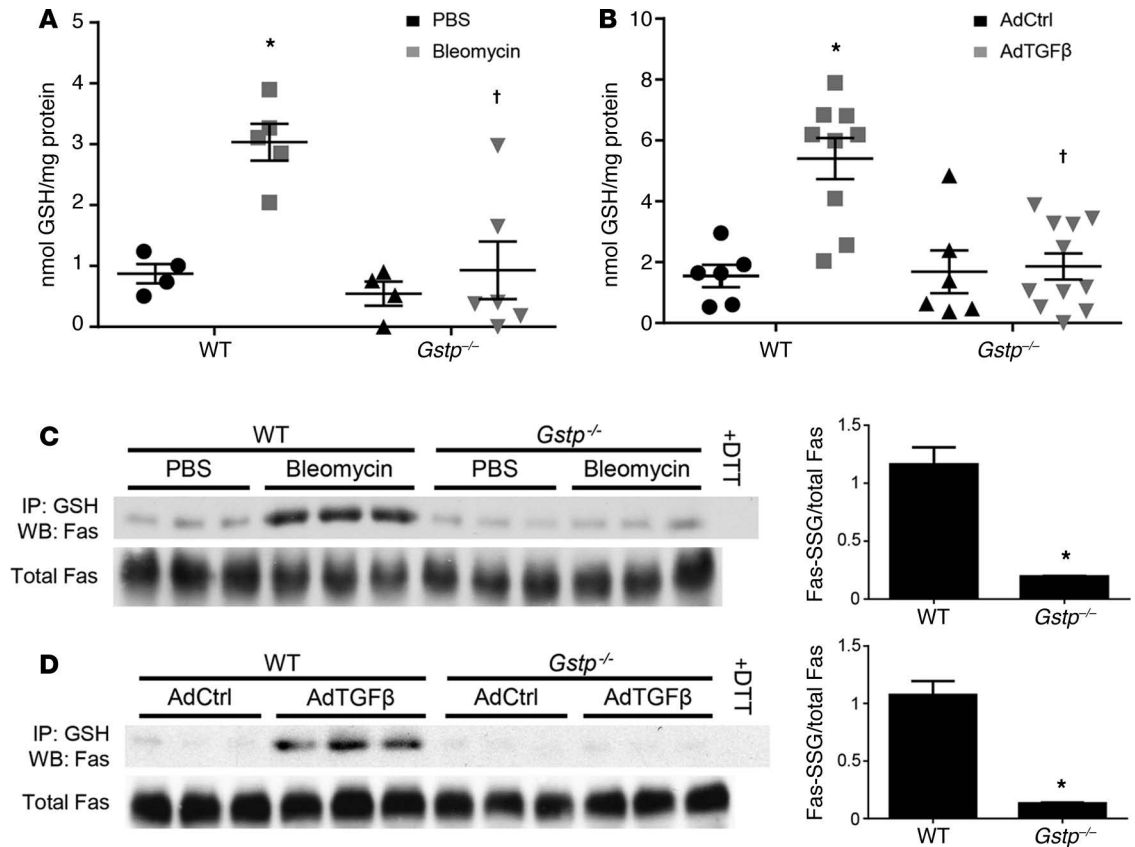 A
5
4
3
2
1
0
nmol GSH/mg protein
PBS
Bleomycin
*
†
WT
Gstp–/–
B
10
8
6
4
2
0
nmol GSH/mg protein
AdCtrl
AdTGFβ
*
†
WT
Gstp–/–
C
WT
Gstp-/-
+DTT
PBS
Bleomycin
PBS
Bleomycin
IP: GSH
WB: Fas
Total Fas
Fas-SSG/total Fas
1.5
1
0.5
0
*
WT
Gstp–/–
D
WT
Gstp-/-
+DTT
AdCtrl
AdTGFβ
AdCtrl
AdTGFβ
IP: GSH
WB: Fas
Total Fas
Fas-SSG/total Fas
1.5
1
0.5
0
*
WT
Gstp–/–